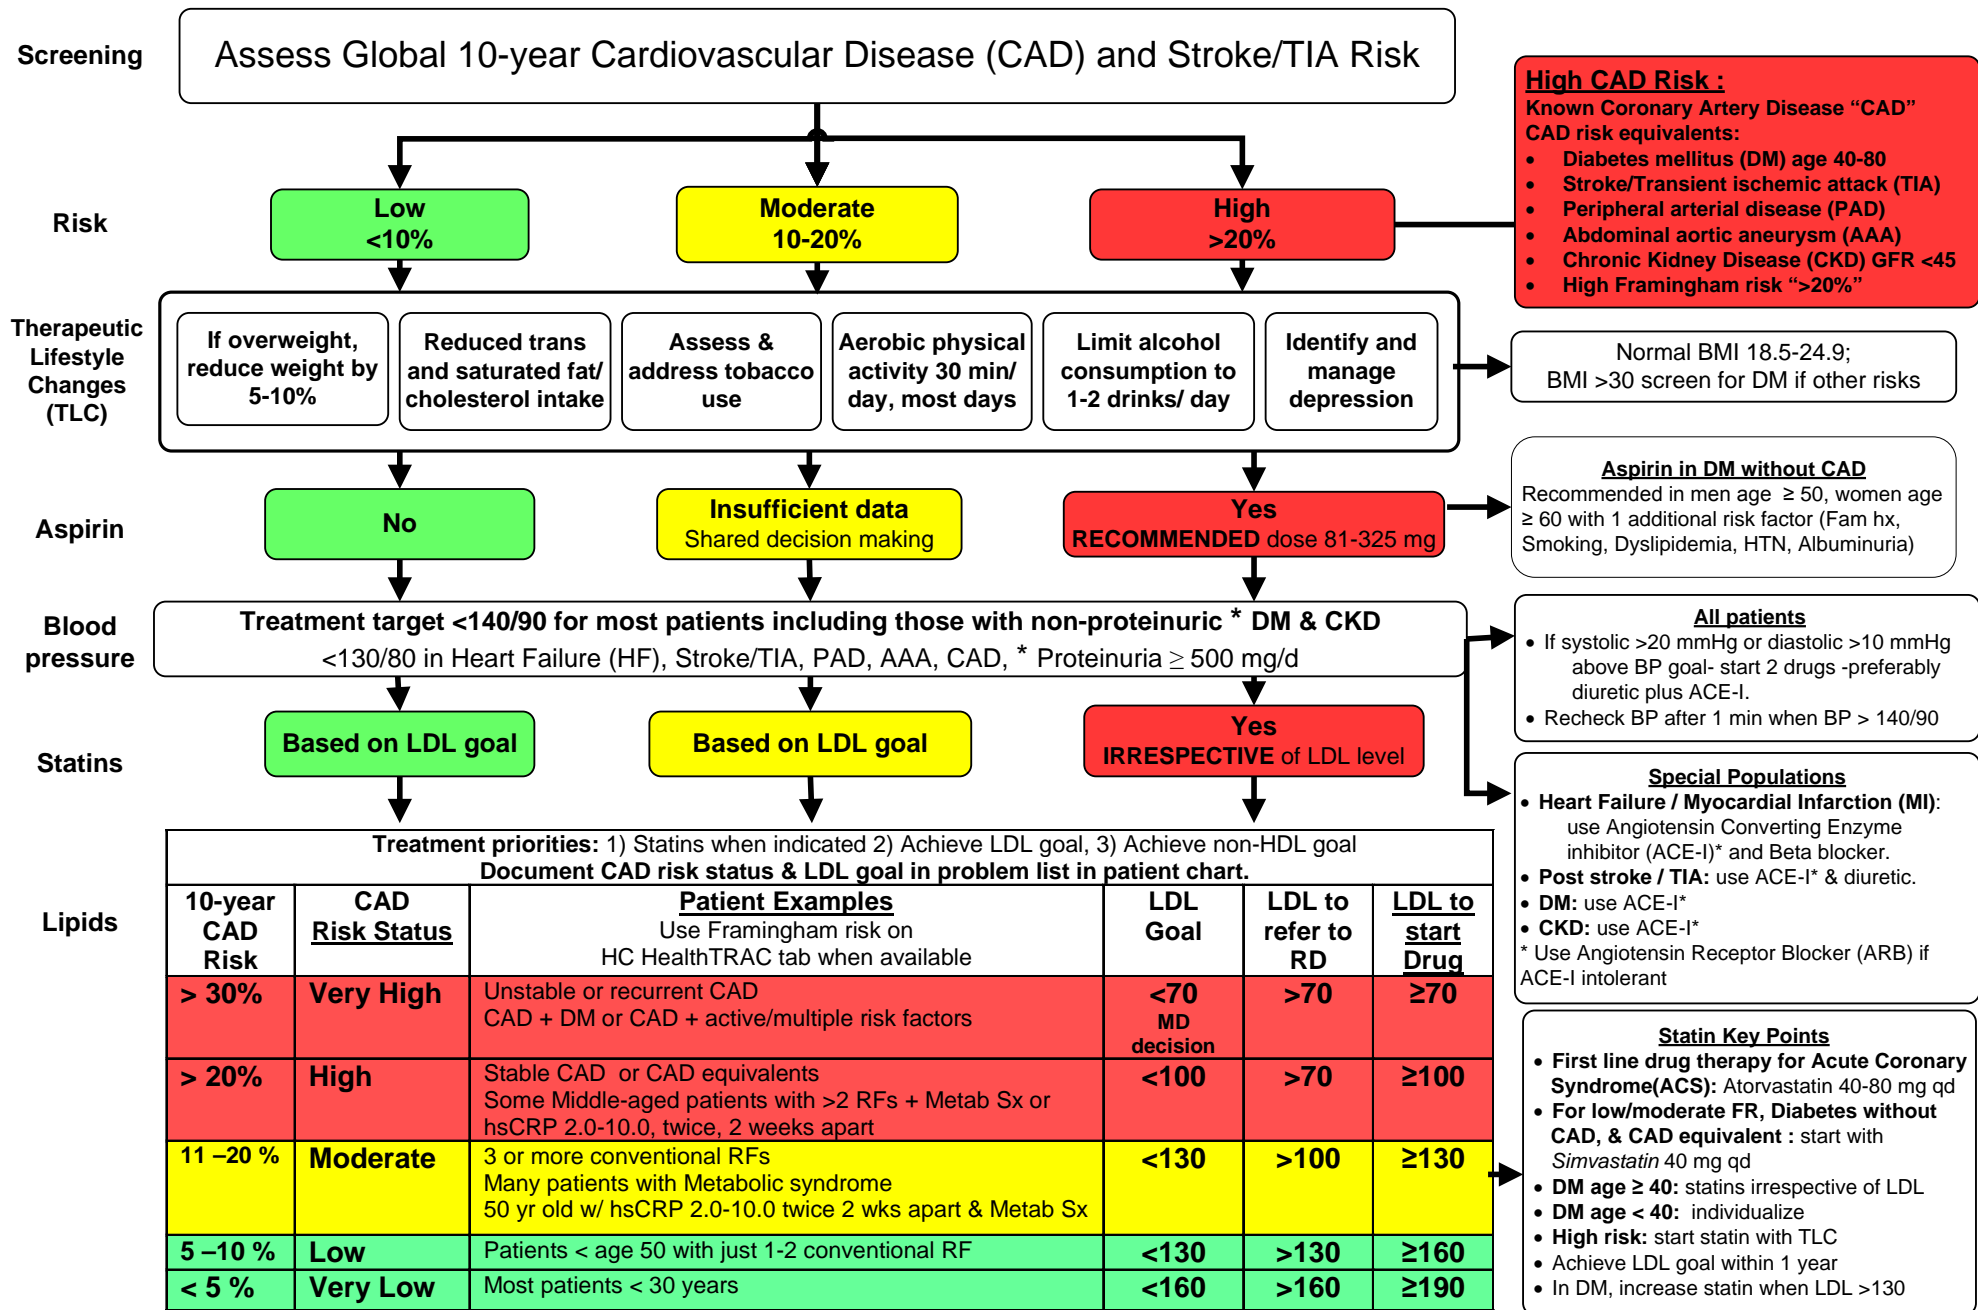 Screening
Assess Global 10-year Cardiovascular Disease (CAD) and Stroke/TIA Risk
High CAD Risk :
Known Coronary Artery Disease “CAD”
CAD risk equivalents:
• Diabetes mellitus (DM) age 40-80
• Stroke/Transient ischemic attack (TIA)
• Peripheral arterial disease (PAD)
• Abdominal aortic aneurysm (AAA)
• Chronic Kidney Disease (CKD) GFR <45
• High Framingham risk “>20%”
Risk
Low
<10%
Moderate
10-20%
High
>20%
Therapeutic
Lifestyle
Changes
(TLC)
If overweight,
reduce weight by
5-10%
Reduced trans
and saturated fat/
cholesterol intake
Assess &
address tobacco
use
Aerobic physical
activity 30 min/
day, most days
Limit alcohol
consumption to
1-2 drinks/ day
Identify and
manage
depression
Normal BMI 18.5-24.9;
BMI >30 screen for DM if other risks
Aspirin
No
Insufficient data
Shared decision making
Yes
RECOMMENDED dose 81-325 mg
Aspirin in DM without CAD
Recommended in men age ≥ 50, women age
≥ 60 with 1 additional risk factor (Fam hx,
Smoking, Dyslipidemia, HTN, Albuminuria)
Blood
pressure
Treatment target <140/90 for most patients including those with non-proteinuric * DM & CKD
<130/80 in Heart Failure (HF), Stroke/TIA, PAD, AAA, CAD, * Proteinuria ≥ 500 mg/d
All patients
• If systolic >20 mmHg or diastolic >10 mmHg
above BP goal- start 2 drugs -preferably
diuretic plus ACE-I.
• Recheck BP after 1 min when BP > 140/90
Statins
Based on LDL goal
Based on LDL goal
Yes
IRRESPECTIVE of LDL level
Special Populations
• Heart Failure / Myocardial Infarction (MI):
use Angiotensin Converting Enzyme
inhibitor (ACE-I)* and Beta blocker.
• Post stroke / TIA: use ACE-I* & diuretic.
• DM: use ACE-I*
• CKD: use ACE-I*
* Use Angiotensin Receptor Blocker (ARB) if
ACE-I intolerant
Lipids
Treatment priorities: 1) Statins when indicated 2) Achieve LDL goal, 3) Achieve non-HDL goal
Document CAD risk status & LDL goal in problem list in patient chart.
10-year
CAD
Risk
CAD
Risk Status
Patient Examples
Use Framingham risk on
HC HealthTRAC tab when available
LDL
Goal
LDL to
refer to
RD
LDL to
start
Drug
> 30%
Very High
Unstable or recurrent CAD
CAD + DM or CAD + active/multiple risk factors
<70
MD
decision
>70
≥70
> 20%
High
Stable CAD or CAD equivalents
Some Middle-aged patients with >2 RFs + Metab Sx or
hsCRP 2.0-10.0, twice, 2 weeks apart
<100
>70
≥100
11 –20 %
Moderate
3 or more conventional RFs
Many patients with Metabolic syndrome
50 yr old w/ hsCRP 2.0-10.0 twice 2 wks apart & Metab Sx
<130
>100
≥130
5 –10 %
Low
Patients < age 50 with just 1-2 conventional RF
<130
>130
≥160
< 5 %
Very Low
Most patients < 30 years
<160
>160
≥190
Statin Key Points
• First line drug therapy for Acute Coronary
Syndrome(ACS): Atorvastatin 40-80 mg qd
• For low/moderate FR, Diabetes without
CAD, & CAD equivalent : start with
Simvastatin 40 mg qd
• DM age ≥ 40: statins irrespective of LDL
• DM age < 40: individualize
• High risk: start statin with TLC
• Achieve LDL goal within 1 year
• In DM, increase statin when LDL >130